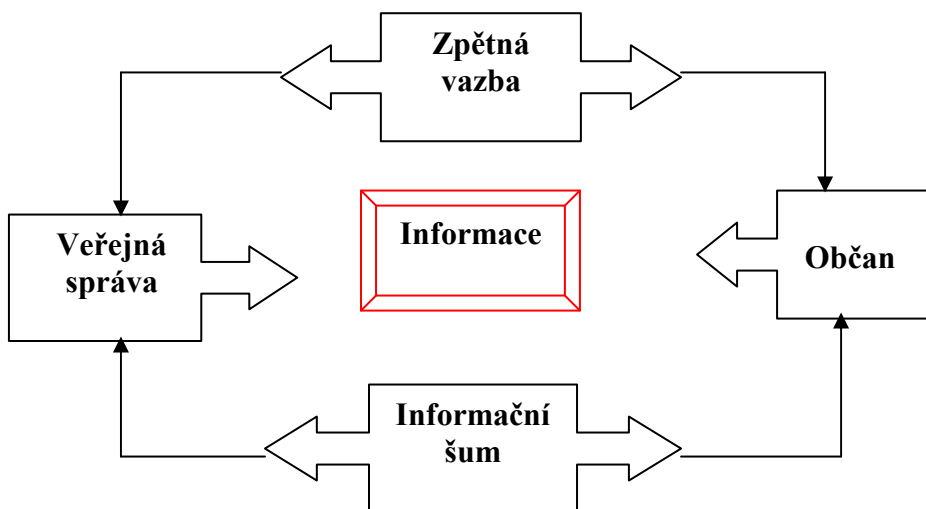 Zpětná
vazba
Informace
Veřejná
správa
Občan
Informační
šum